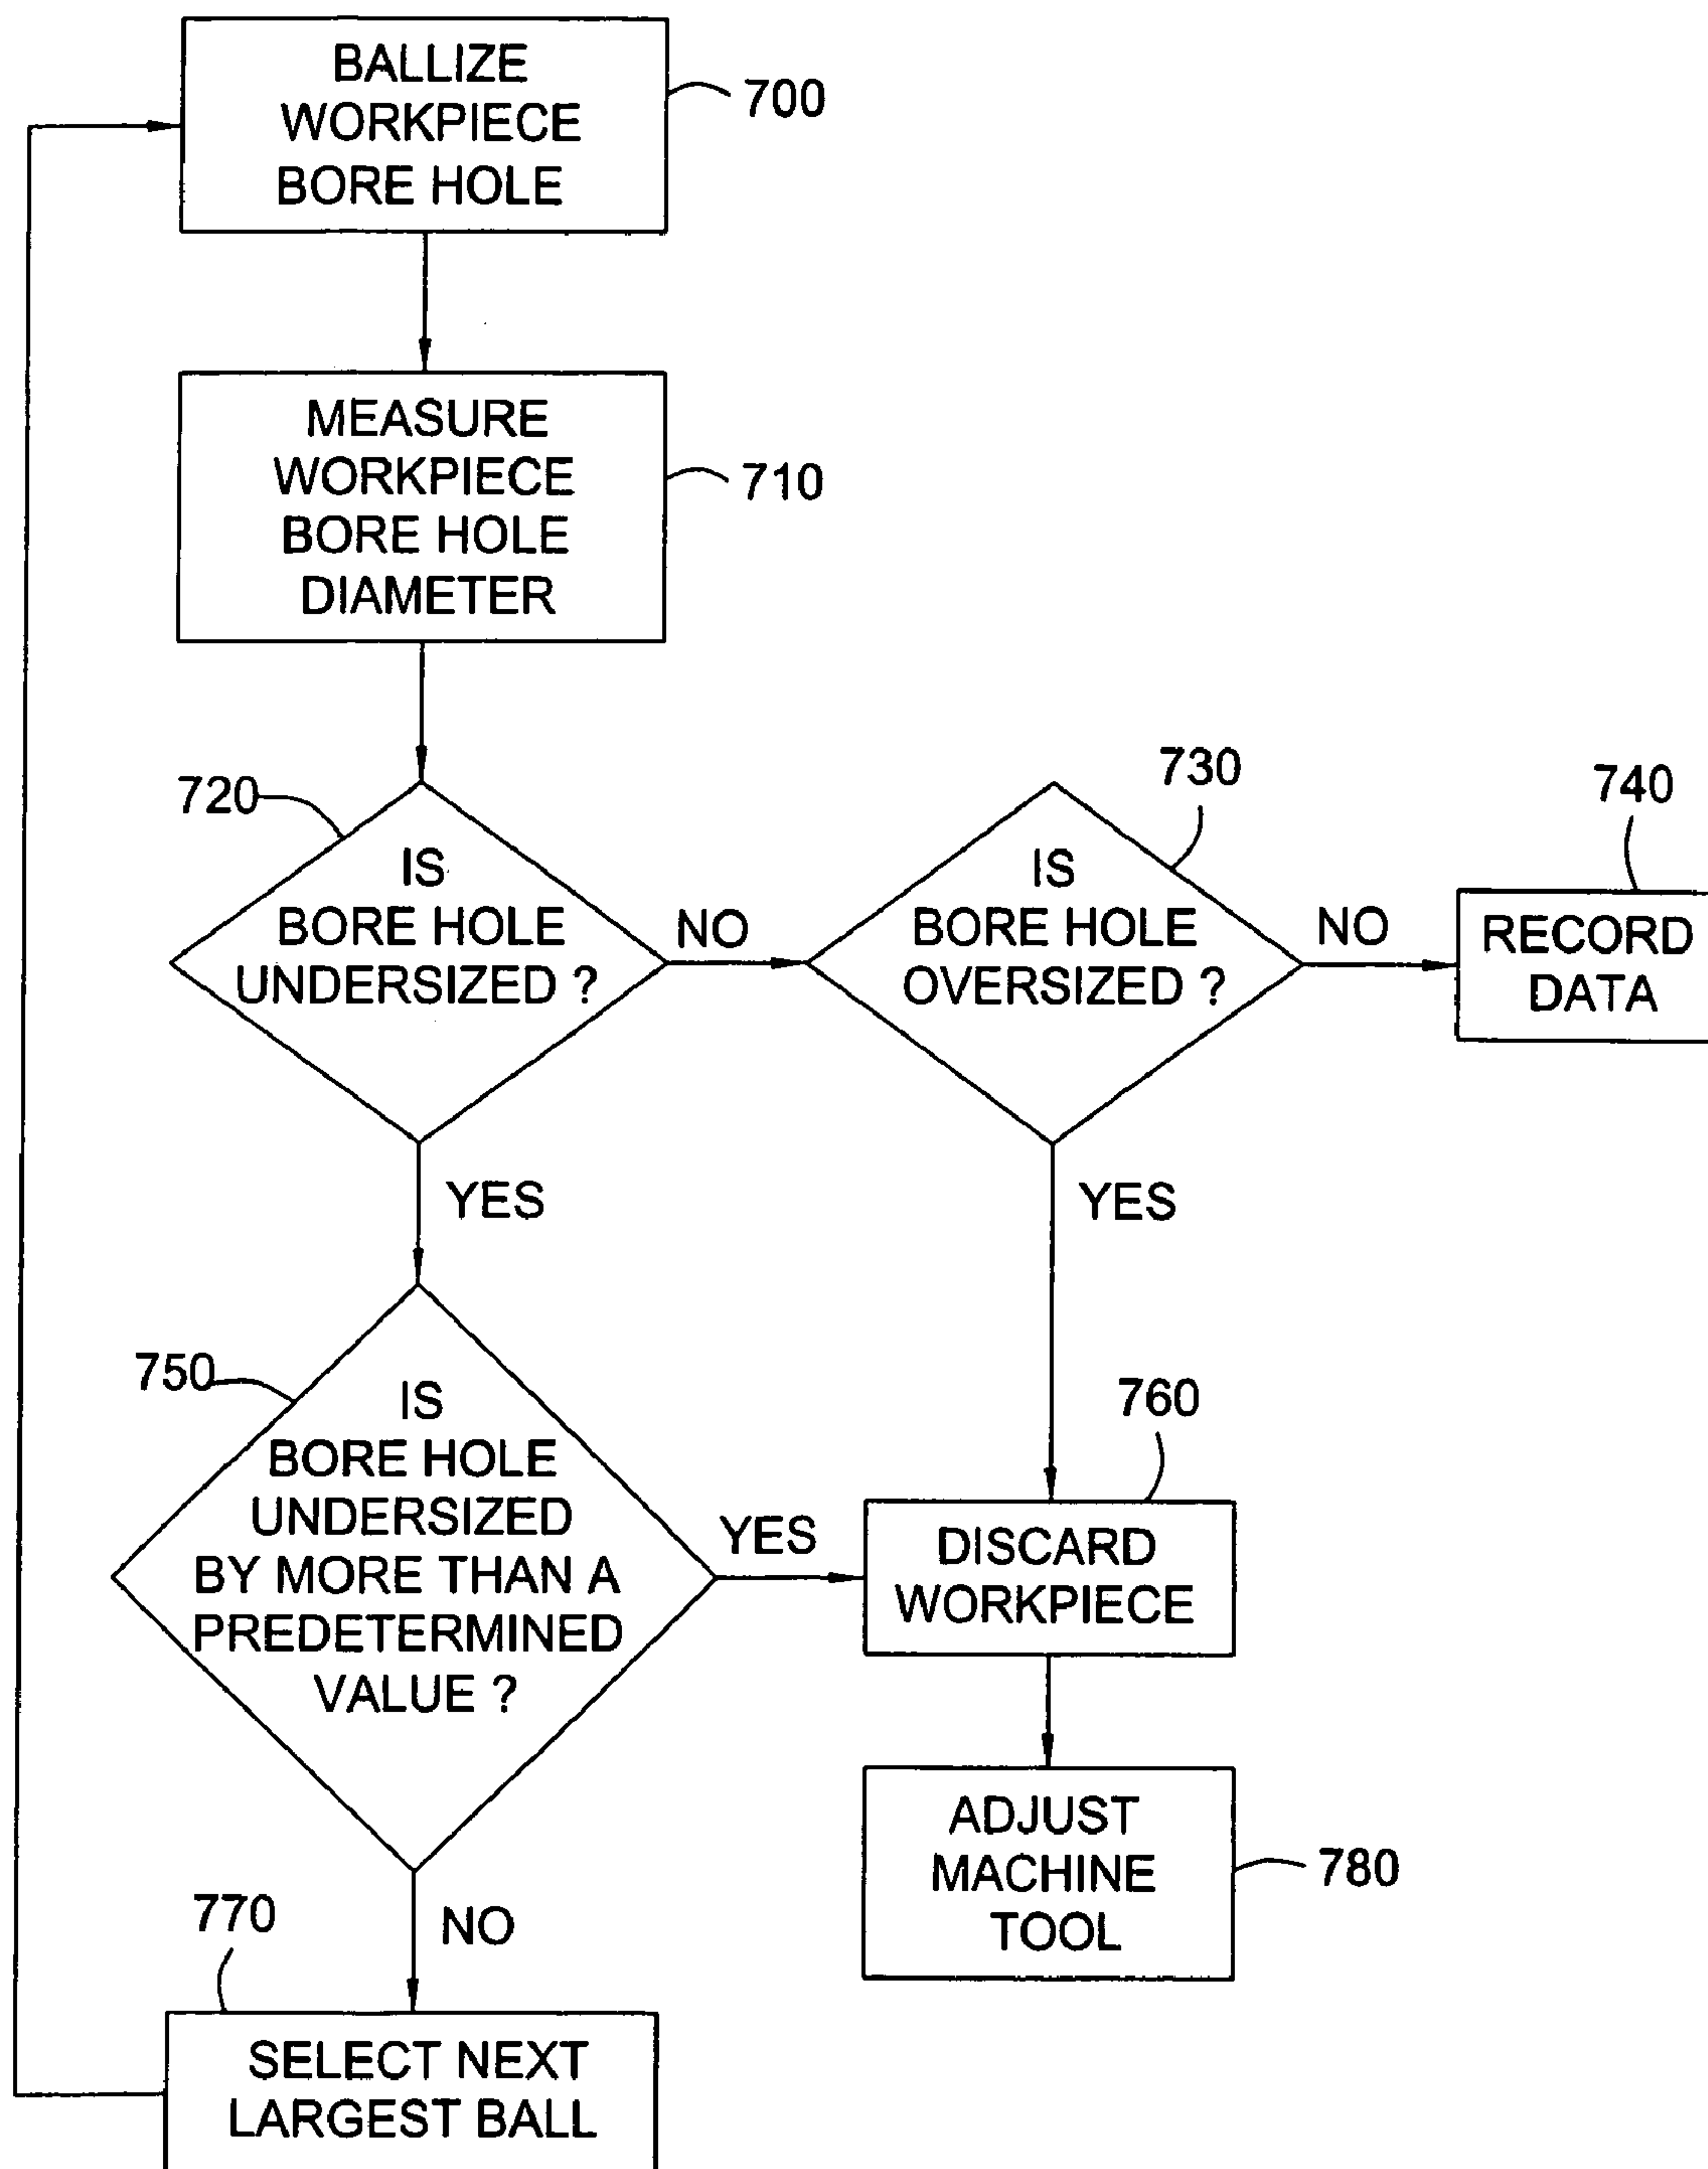 BALLIZE
WORKPIECE
BORE HOLE
700
MEASURE
WORKPIECE
BORE HOLE
DIAMETER
710
720
IS
BORE HOLE
UNDERSIZED ?
NO
730
IS
BORE HOLE
OVERSIZED ?
NO
740
RECORD
DATA
YES
YES
750
IS
BORE HOLE
UNDERSIZED
BY MORE THAN A
PREDETERMINED
VALUE ?
YES
760
DISCARD
WORKPIECE
ADJUST
MACHINE
TOOL
780
NO
770
SELECT NEXT
LARGEST BALL